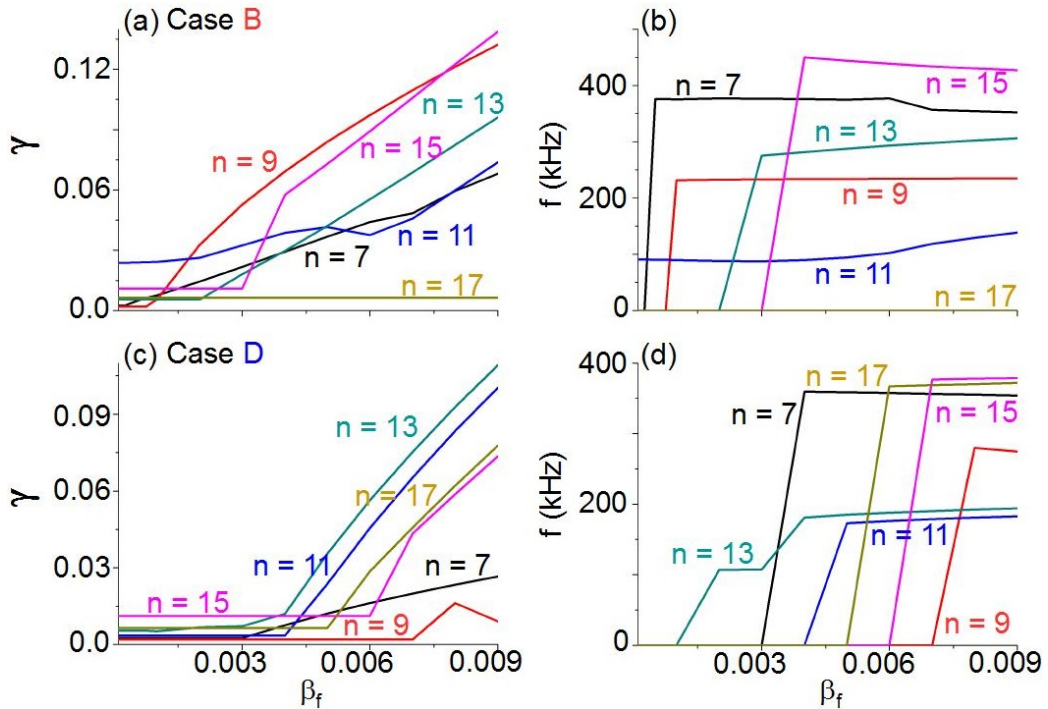 (a) Case B
γ
0.12
0.06
0.0
n = 9
n = 15
n = 13
n = 11
n = 7
n = 17
(b)
f (kHz)
400
200
0
n = 7
n = 15
n = 13
n = 9
n = 11
n = 17
(c) Case D
γ
0.09
0.06
0.03
0.0
n = 13
n = 17
n = 11
n = 7
n = 15
n = 9
0.003
0.006
0.009
βf
(d)
f (kHz)
400
200
0
n = 17
n = 7
n = 15
n = 13
n = 11
n = 9
0.003
0.006
0.009
βf